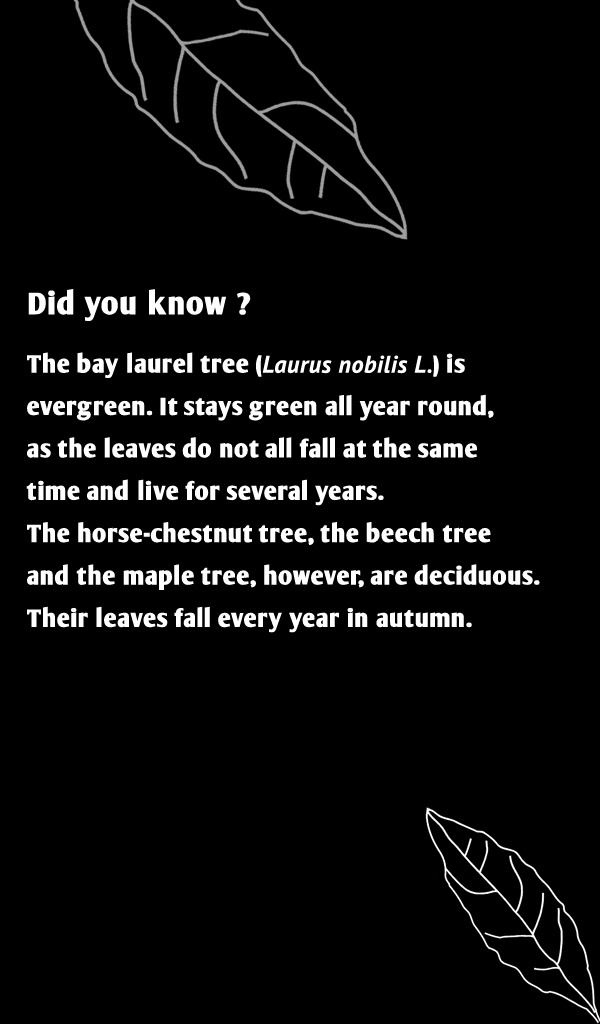 Did you know ?
The bay laurel tree (Laurus nobilis L.) is
evergreen. It stays green all year round,
as the leaves do not all fall at the same
time and live for several years.
The horse-chestnut tree, the beech tree
and the maple tree, however, are deciduous.
Their leaves fall every year in autumn.